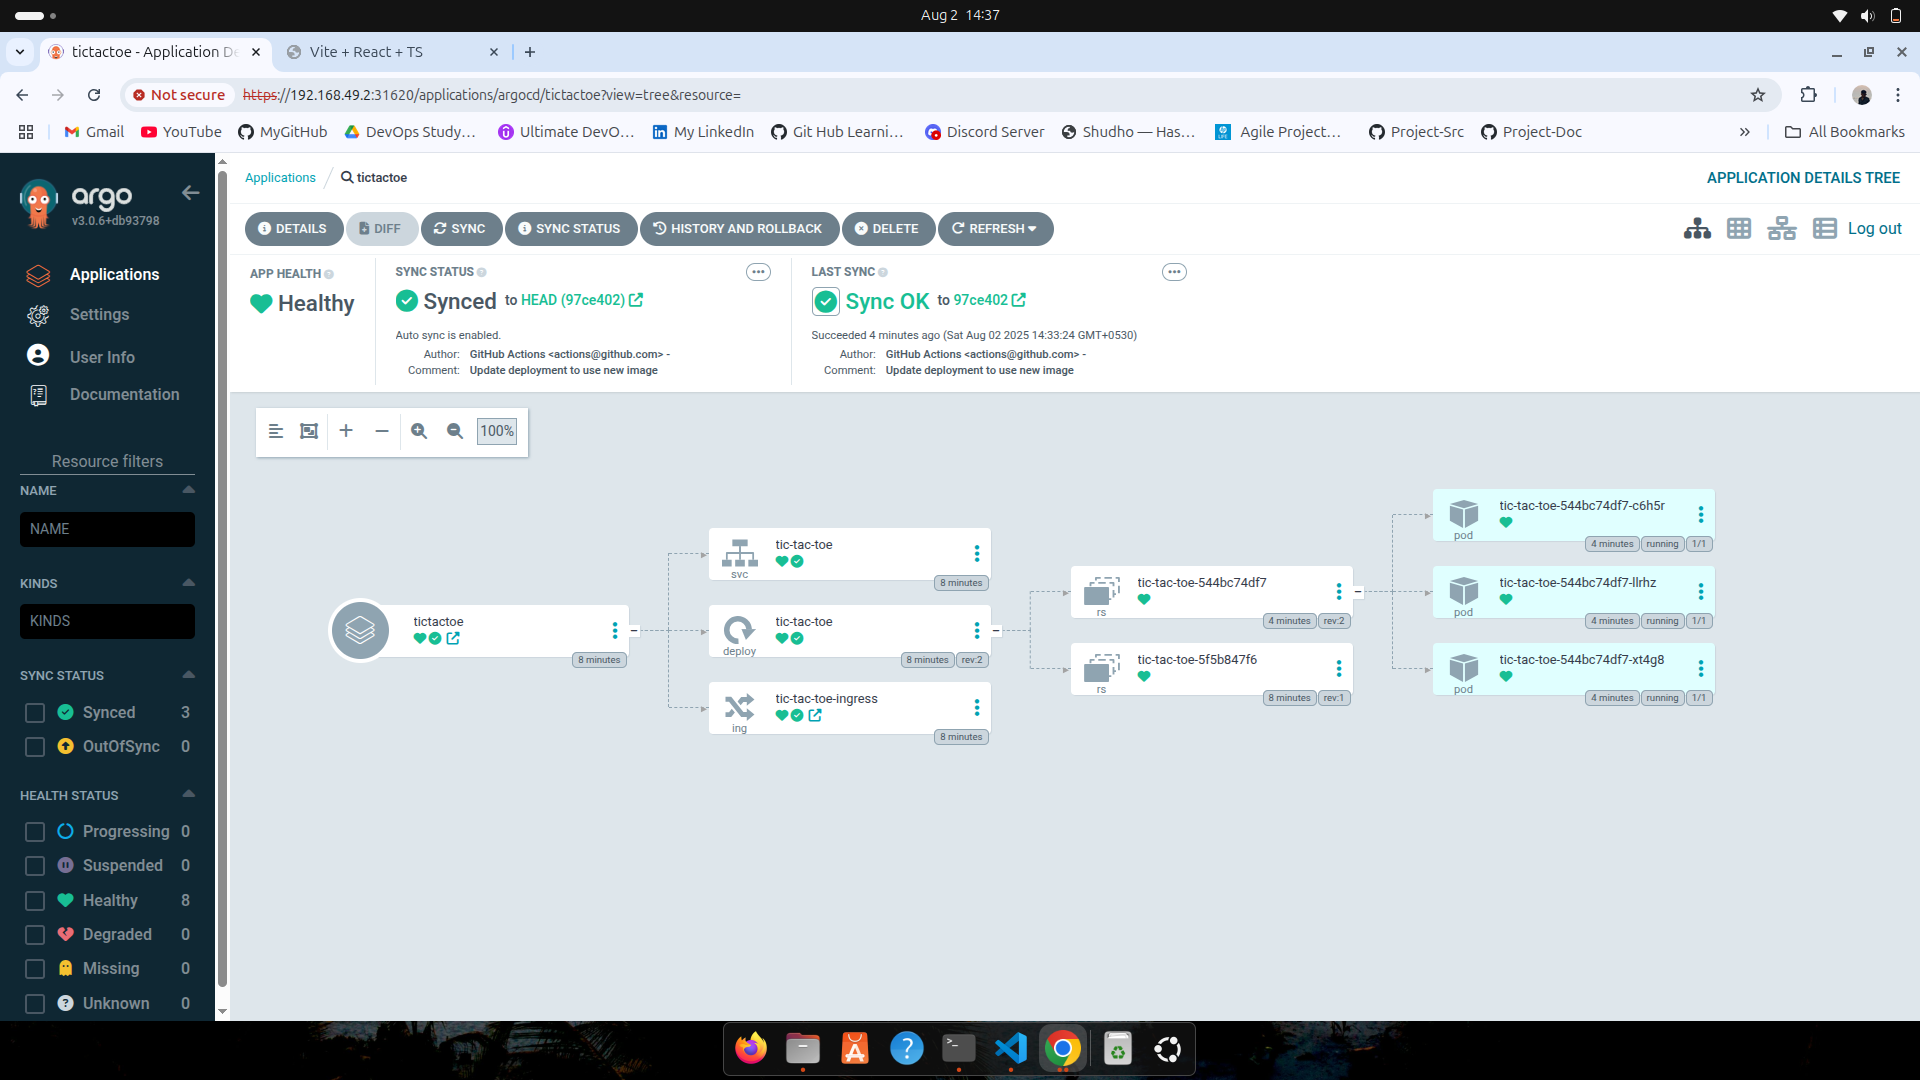 Aug 2 14:37
tictactoe - Application De
Vite + React + TS
Not secure
https://192.168.49.2:31620/applications/argocd/tictactoe?view=tree&resource=
Gmail
YouTube
MyGitHub
DevOps Study…
Ultimate DevO…
My LinkedIn
Git Hub Learni…
Discord Server
Shudho — Has…
Agile Project…
Project-Src
Project-Doc
»
All Bookmarks
argo
v3.0.6+db93798
Applications
Settings
User Info
Documentation
Resource filters
NAME
NAME
KINDS
KINDS
SYNC STATUS
Synced 3
OutOfSync 0
HEALTH STATUS
Progressing 0
Suspended 0
Healthy 8
Degraded 0
Missing 0
Unknown 0
Applications / tictactoe
APPLICATION DETAILS TREE
DETAILS
DIFF
SYNC
SYNC STATUS
HISTORY AND ROLLBACK
DELETE
REFRESH
Log out
APP HEALTH
Healthy
SYNC STATUS
Synced to HEAD (97ce402)
Auto sync is enabled.
Author: GitHub Actions <actions@github.com> -
Comment: Update deployment to use new image
LAST SYNC
Sync OK to 97ce402
Succeeded 4 minutes ago (Sat Aug 02 2025 14:33:24 GMT+0530)
Author: GitHub Actions <actions@github.com> -
Comment: Update deployment to use new image
100%
tictactoe
8 minutes
tic-tac-toe
svc
8 minutes
tic-tac-toe
deploy
8 minutes rev:2
tic-tac-toe-ingress
ing
8 minutes
tic-tac-toe-544bc74df7
rs
4 minutes rev:2
tic-tac-toe-5f5b847f6
rs
8 minutes rev:1
tic-tac-toe-544bc74df7-c6h5r
pod
4 minutes running 1/1
tic-tac-toe-544bc74df7-llrhz
pod
4 minutes running 1/1
tic-tac-toe-544bc74df7-xt4g8
pod
4 minutes running 1/1